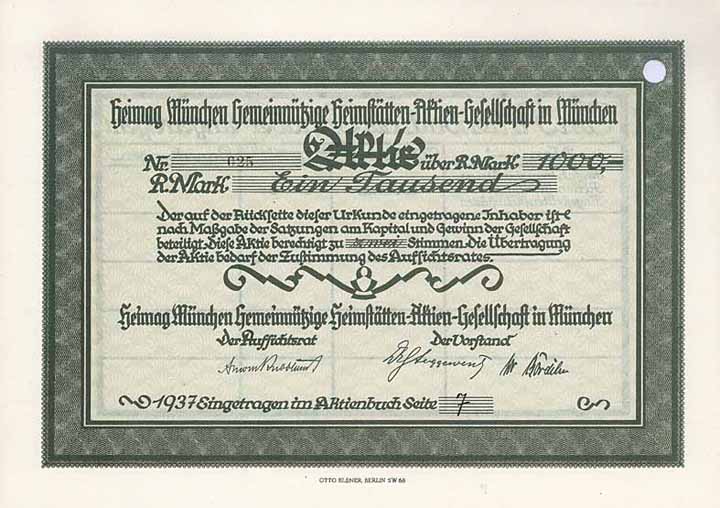 Heimag München Gemeinnützige Heimstätten-Aktien-Gesellschaft in München
Nr. 025 Aktie über R.Mark 1000,-
R.Mark Ein Tausend
Der auf der Rückseite dieser Urkunde eingetragene Inhaber ist
nach Maßgabe der Satzungen am Kapital und Gewinn der Gesellschaft
beteiligt. Diese Aktie berechtigt zu zwei Stimmen. Die Übertragung
der Aktie bedarf der Zustimmung des Aufsichtsrates.
Heimag München Gemeinnützige Heimstätten-Aktien-Gesellschaft in München
Der Aufsichtsrat Der Vorstand
1937 Eingetragen im Aktienbuch Seite 7
OTTO ELSNER, BERLIN SW 68